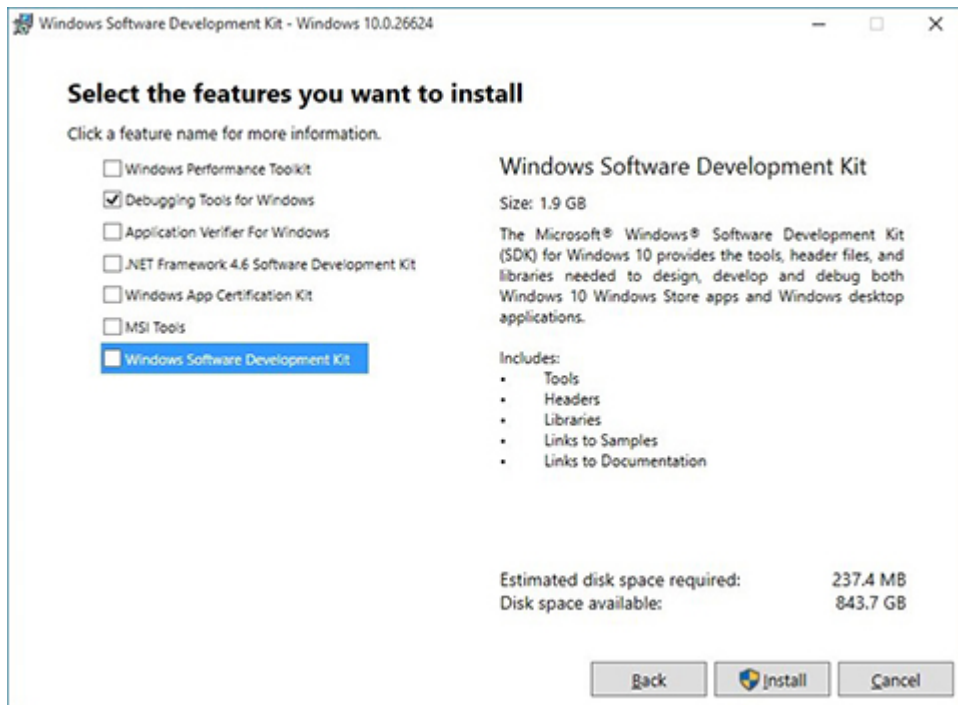 Windows Software Development Kit - Windows 10.0.26624
Select the features you want to install
Click a feature name for more information.
Windows Performance Toolkit
Debugging Tools for Windows
Application Verifier For Windows
.NET Framework 4.6 Software Development Kit
Windows App Certification Kit
MSI Tools
Windows Software Development Kit
Windows Software Development Kit
Size: 1.9 GB
The Microsoft® Windows® Software Development Kit
(SDK) for Windows 10 provides the tools, header files, and
libraries needed to design, develop and debug both
Windows 10 Windows Store apps and Windows desktop
applications.
Includes:
• Tools
• Headers
• Libraries
• Links to Samples
• Links to Documentation
Estimated disk space required: 237.4 MB
Disk space available: 843.7 GB
Back Install Cancel